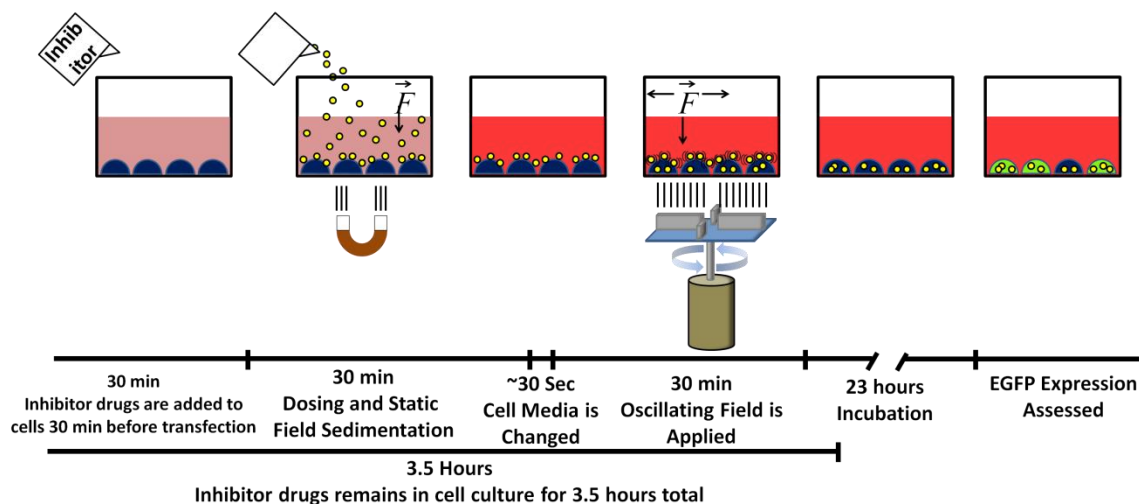 Inhib
itor
F
F
30 min
Inhibitor drugs are added to
cells 30 min before transfection
30 min
Dosing and Static
Field Sedimentation
~30 Sec
Cell Media is
Changed
30 min
Oscillating Field is
Applied
23 hours
Incubation
EGFP Expression
Assessed
3.5 Hours
Inhibitor drugs remains in cell culture for 3.5 hours total